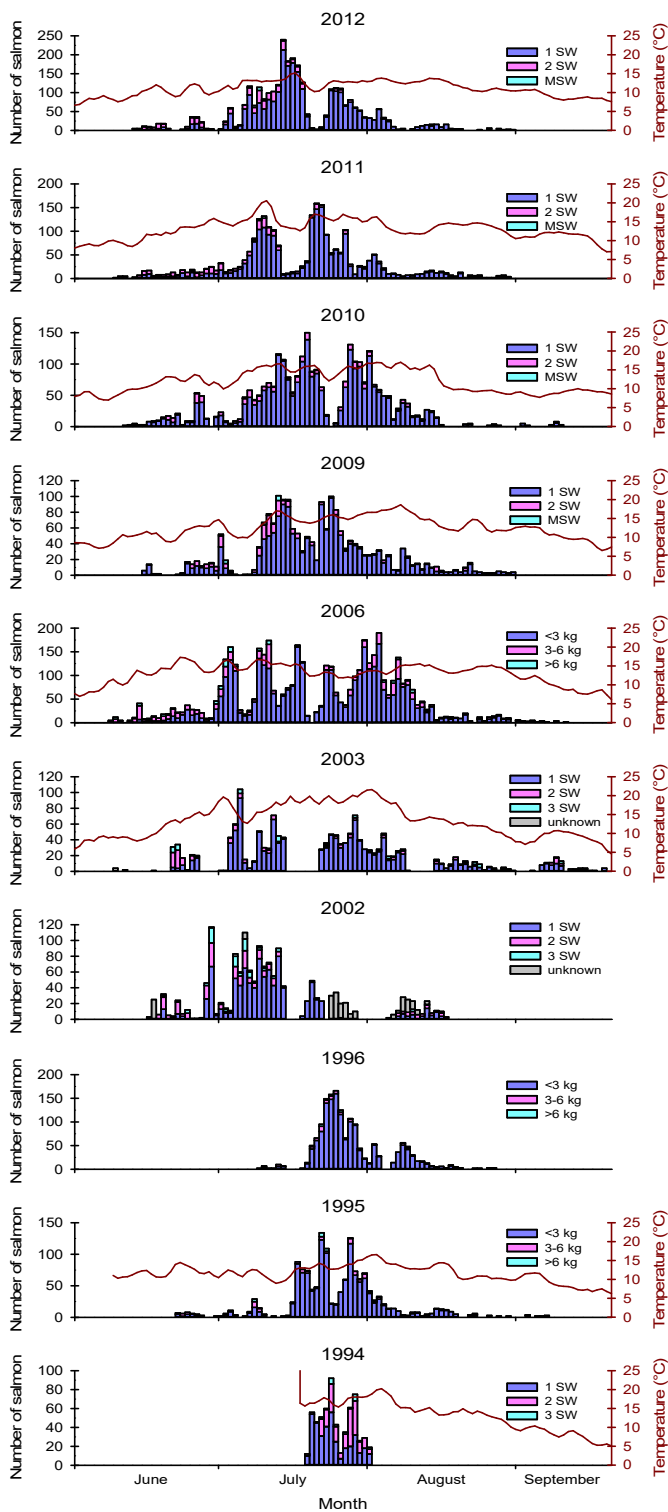 2012
Number of salmon
250
200
150
100
50
0
1 SW
2 SW
MSW
25
20
15
10
5
0
Temperature (°C)
2011
Number of salmon
200
150
100
50
0
1 SW
2 SW
MSW
25
20
15
10
5
0
Temperature (°C)
2010
Number of salmon
150
100
50
0
1 SW
2 SW
MSW
25
20
15
10
5
0
Temperature (°C)
2009
Number of salmon
120
100
80
60
40
20
0
1 SW
2 SW
MSW
25
20
15
10
5
0
Temperature (°C)
2006
Number of salmon
200
150
100
50
0
<3 kg
3-6 kg
>6 kg
25
20
15
10
5
0
Temperature (°C)
2003
Number of salmon
120
100
80
60
40
20
0
1 SW
2 SW
3 SW
unknown
25
20
15
10
5
0
Temperature (°C)
2002
Number of salmon
120
100
80
60
40
20
0
1 SW
2 SW
3 SW
unknown
1996
Number of salmon
200
150
100
50
0
<3 kg
3-6 kg
>6 kg
1995
Number of salmon
150
100
50
0
<3 kg
3-6 kg
>6 kg
25
20
15
10
5
0
Temperature (°C)
1994
Number of salmon
100
80
60
40
20
0
1 SW
2 SW
3 SW
25
20
15
10
5
0
Temperature (°C)
June July August September
Month